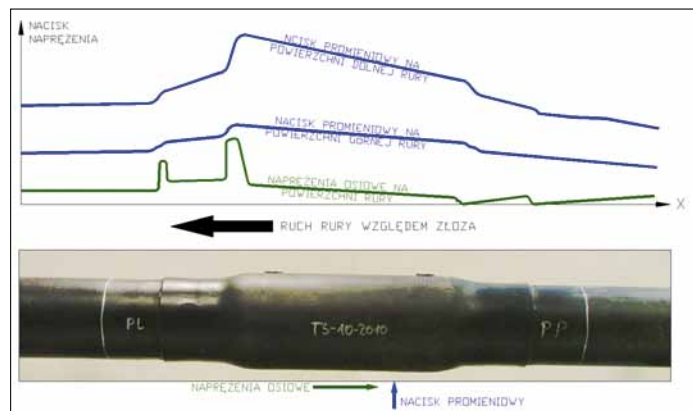 NACISK
NAPRĘŻENIA
NCISK PROMIENIOWY NA
POWIERZCHNI DOLNEJ RURY
NACISK PROMIENIOWY NA
POWIERZCHNI GÓRNEJ RURY
NAPRĘŻENIA OSIOWE NA
POWIERZCHNI RURY
X
RUCH RURY WZGLĘDEM ZŁOŻA
PL
TS-10-2010
PP
NAPRĘŻENIA OSIOWE
NACISK PROMIENIOWY